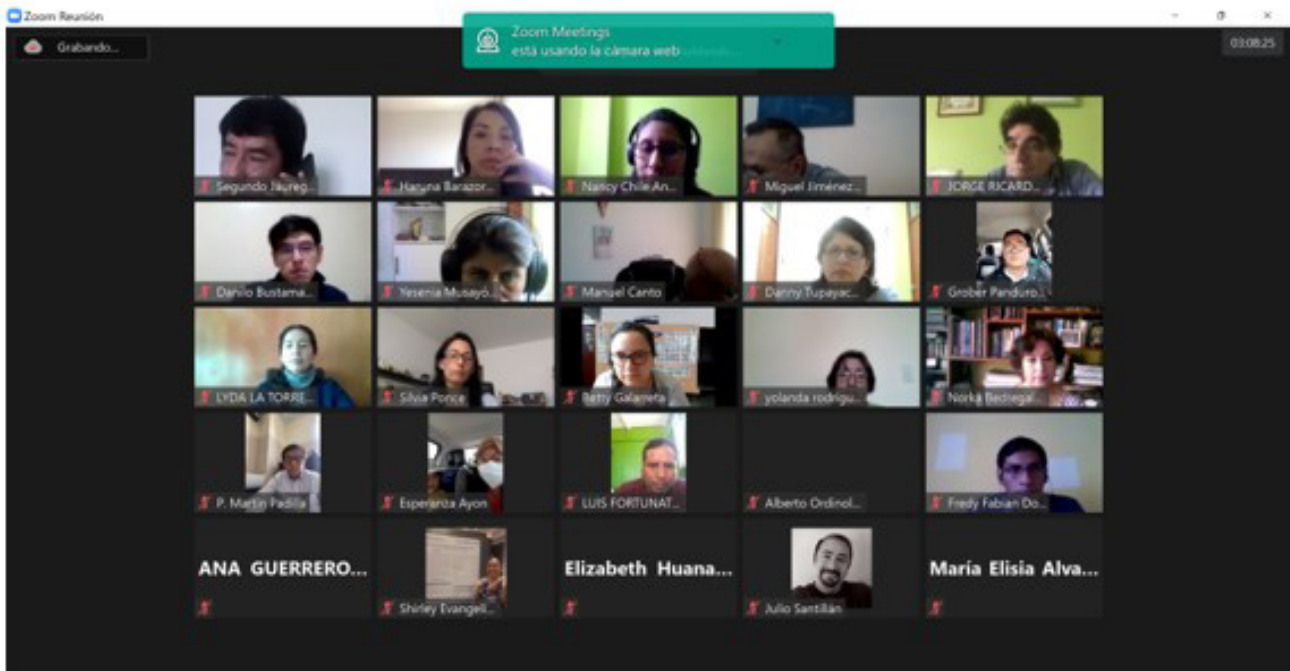 Zoom Reunión
Grabando...
Zoom Meetings
está usando la cámara web
03:08:25
Segundo Jáureg...
Haruna Barazor...
Nancy Chile An...
Miguel Jiménez...
JORGE RICARD...
Danilo Bustama...
Yesenia Musayó...
Manuel Canto
Danny Tupayac...
Grober Panduro...
LYDA LA TORRE...
Silvia Ponce
Betty Galarreta
yolanda rodrigu...
Norka Bedregal...
P. Martin Padilla
Esperanza Ayon
LUIS FORTUNAT...
Alberto Ordinol...
Fredy Fabian Do...
ANA GUERRERO...
Shirley Evangeli...
Elizabeth Huana...
Julio Santillán
María Elisia Alva...